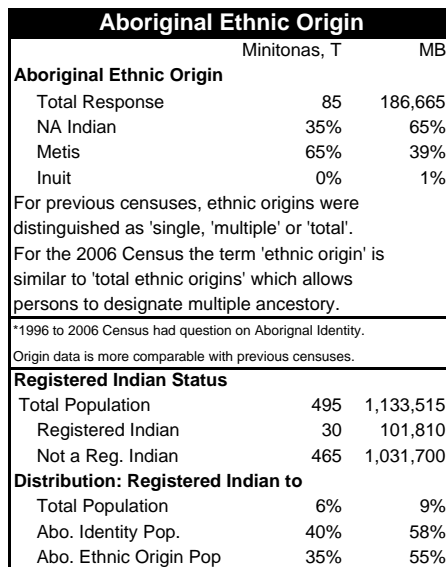 Aboriginal Ethnic Origin
Minitonas, T MB
Aboriginal Ethnic Origin
Total Response 85 186,665
NA Indian 35% 65%
Metis 65% 39%
Inuit 0% 1%
For previous censuses, ethnic origins were
distinguished as 'single, 'multiple' or 'total'.
For the 2006 Census the term 'ethnic origin' is
similar to 'total ethnic origins' which allows
persons to designate multiple ancestory.
*1996 to 2006 Census had question on Aborignal Identity.
Origin data is more comparable with previous censuses.
Registered Indian Status
Total Population 495 1,133,515
Registered Indian 30 101,810
Not a Reg. Indian 465 1,031,700
Distribution: Registered Indian to
Total Population 6% 9%
Abo. Identity Pop. 40% 58%
Abo. Ethnic Origin Pop 35% 55%